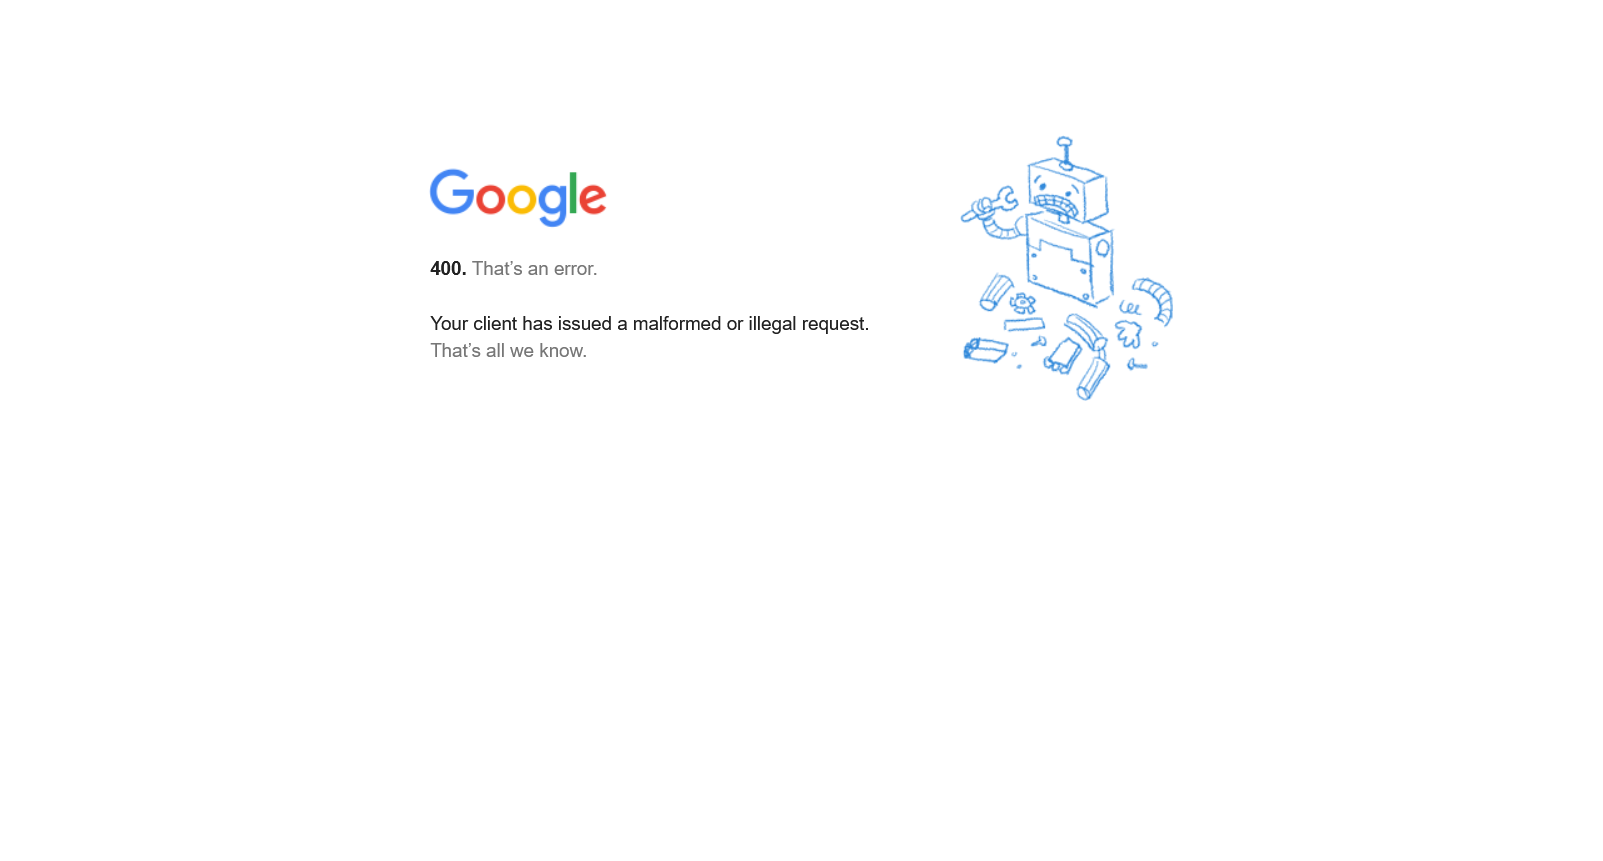 Google
400. That’s an error.
Your client has issued a malformed or illegal request.
That’s all we know.